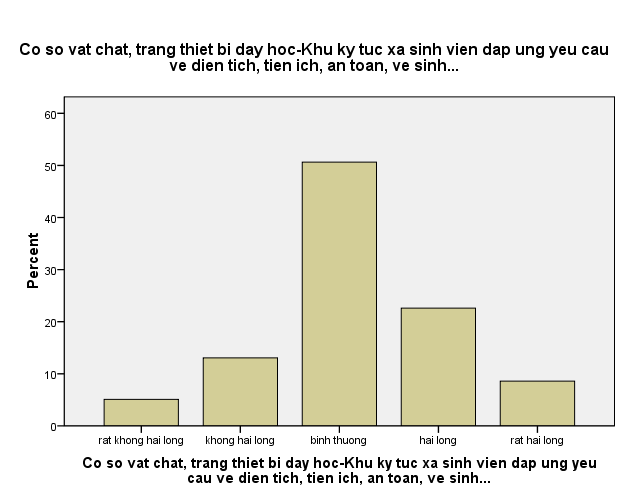 Co so vat chat, trang thiet bi day hoc-Khu ky tuc xa sinh vien dap ung yeu cau
ve dien tich, tien ich, an toan, ve sinh...
60
50
40
30
20
10
0
Percent
rat khong hai long
khong hai long
binh thuong
hai long
rat hai long
Co so vat chat, trang thiet bi day hoc-Khu ky tuc xa sinh vien dap ung yeu
cau ve dien tich, tien ich, an toan, ve sinh...